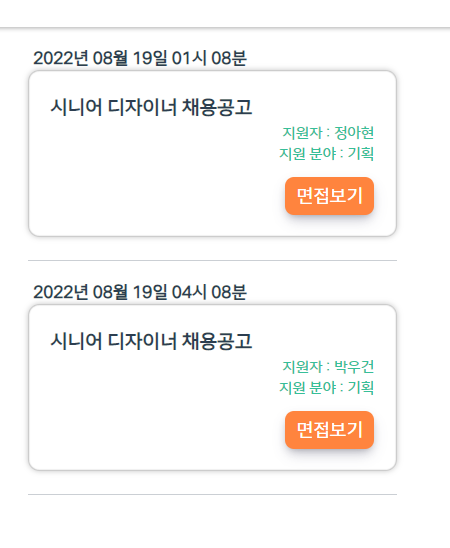 2022년 08월 19일 01시 08분
시니어 디자이너 채용공고
지원자 : 정아현
지원 분야 : 기획
면접보기
2022년 08월 19일 04시 08분
시니어 디자이너 채용공고
지원자 : 박우건
지원 분야 : 기획
면접보기